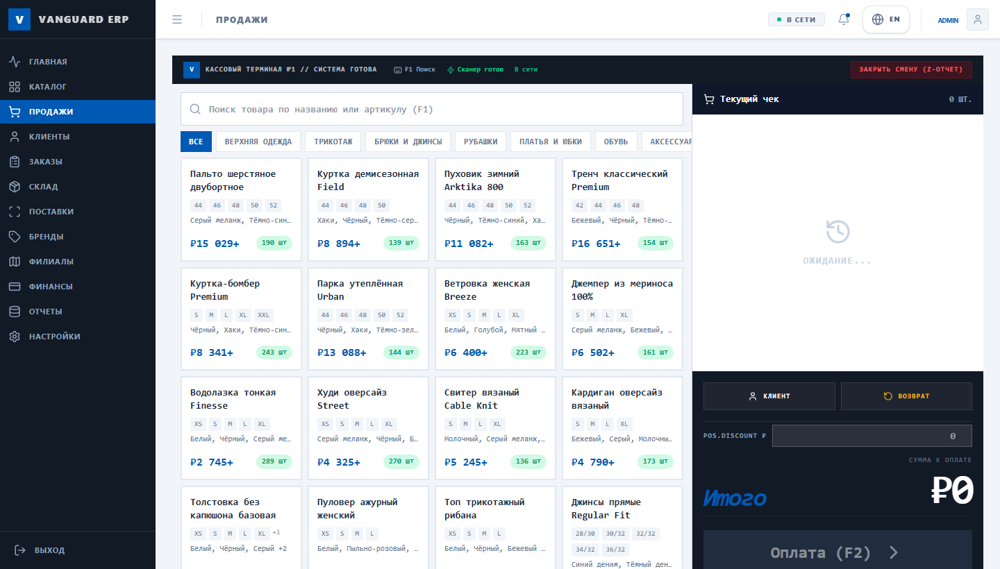 V VANGUARD ERP
ГЛАВНАЯ
КАТАЛОГ
ПРОДАЖИ
КЛИЕНТЫ
ЗАКАЗЫ
СКЛАД
ПОСТАВКИ
БРЕНДЫ
ФИЛИАЛЫ
ФИНАНСЫ
ОТЧЕТЫ
НАСТРОЙКИ
ВЫХОД
ПРОДАЖИ
В СЕТИ
EN
ADMIN
V КАССОВЫЙ ТЕРМИНАЛ №1 // СИСТЕМА ГОТОВА
F1 Поиск
Сканер готов
В сети
ЗАКРЫТЬ СМЕНУ (Z-ОТЧЕТ)
Поиск товара по названию или артикулу (F1)
ВСЕ ВЕРХНЯЯ ОДЕЖДА ТРИКОТАЖ БРЮКИ И ДЖИНСЫ РУБАШКИ ПЛАТЬЯ И ЮБКИ ОБУВЬ АКСЕССУАР
Пальто шерстяное
двубортное
44 46 48 50 52
Серый меланж, Тёмно-син…
₽15 029+ 190 шт
Куртка демисезонная
Field
44 46 48 50
Хаки, Чёрный, Тёмно-сер…
₽8 894+ 139 шт
Пуховик зимний
Arktika 800
44 46 48 50 52
Чёрный, Тёмно-синий, Ха…
₽11 082+ 163 шт
Тренч классический
Premium
42 44 46 48
Бежевый, Чёрный, Тёмно-…
₽16 651+ 154 шт
Куртка-бомбер
Premium
S M L XL XXL
Чёрный, Хаки, Тёмно-син…
₽8 341+ 243 шт
Парка утеплённая
Urban
44 46 48 50 52
Чёрный, Хаки, Тёмно-зел…
₽13 088+ 144 шт
Ветровка женская
Breeze
XS S M L XL
Белый, Голубой, Мятный …
₽6 400+ 223 шт
Джемпер из мериноса
100%
S M L XL
Серый меланж, Бежевый, …
₽6 502+ 161 шт
Водолазка тонкая
Finesse
XS S M L XL
Белый, Чёрный, Серый ме…
₽2 745+ 289 шт
Худи оверсайз
Street
XS S M L XL
Серый меланж, Чёрный, Б…
₽4 325+ 270 шт
Свитер вязаный
Cable Knit
S M L XL
Молочный, Серый меланж,…
₽5 245+ 136 шт
Кардиган оверсайз
вязаный
S M L XL
Бежевый, Серый, Молочны…
₽4 790+ 173 шт
Толстовка без
капюшона базовая
XS S M L XL +1
Белый, Чёрный, Серый +2
Пуловер ажурный
женский
XS S M L
Белый, Пыльно-розовый, …
Топ трикотажный
рибана
XS S M L
Белый, Чёрный, Бежевый …
Джинсы прямые
Regular Fit
28/30 30/32 32/32
34/32 36/32
Синий деним, Тёмный ден…
Текущий чек 0 ШТ.
ОЖИДАНИЕ...
КЛИЕНТ ВОЗВРАТ
POS.DISCOUNT ₽ 0
СУММА К ОПЛАТЕ
Итого ₽0
Оплата (F2)